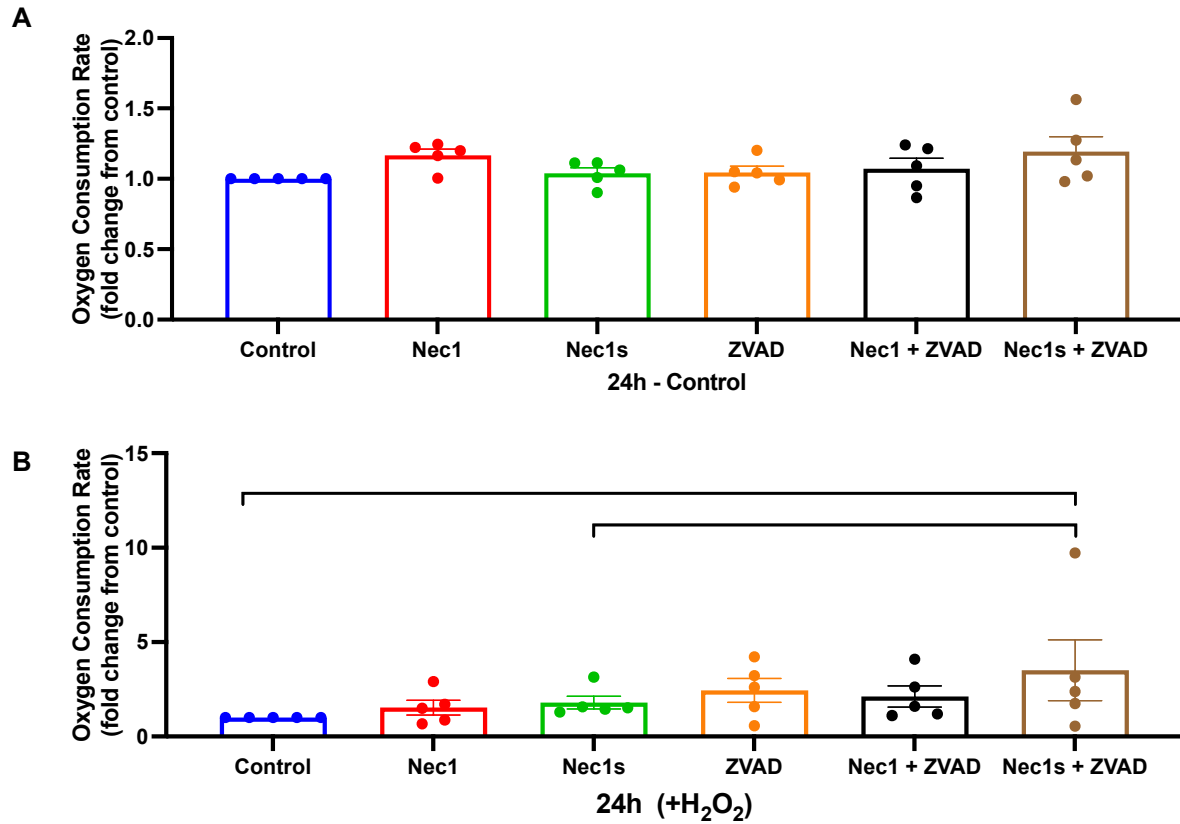 A
Oxygen Consumption Rate
(fold change from control)
2.0
1.5
1.0
0.5
0.0
Control Nec1 Nec1s ZVAD Nec1 + ZVAD Nec1s + ZVAD
24h - Control
B
Oxygen Consumption Rate
(fold change from control)
15
10
5
0
Control Nec1 Nec1s ZVAD Nec1 + ZVAD Nec1s + ZVAD
24h (+H₂O₂)